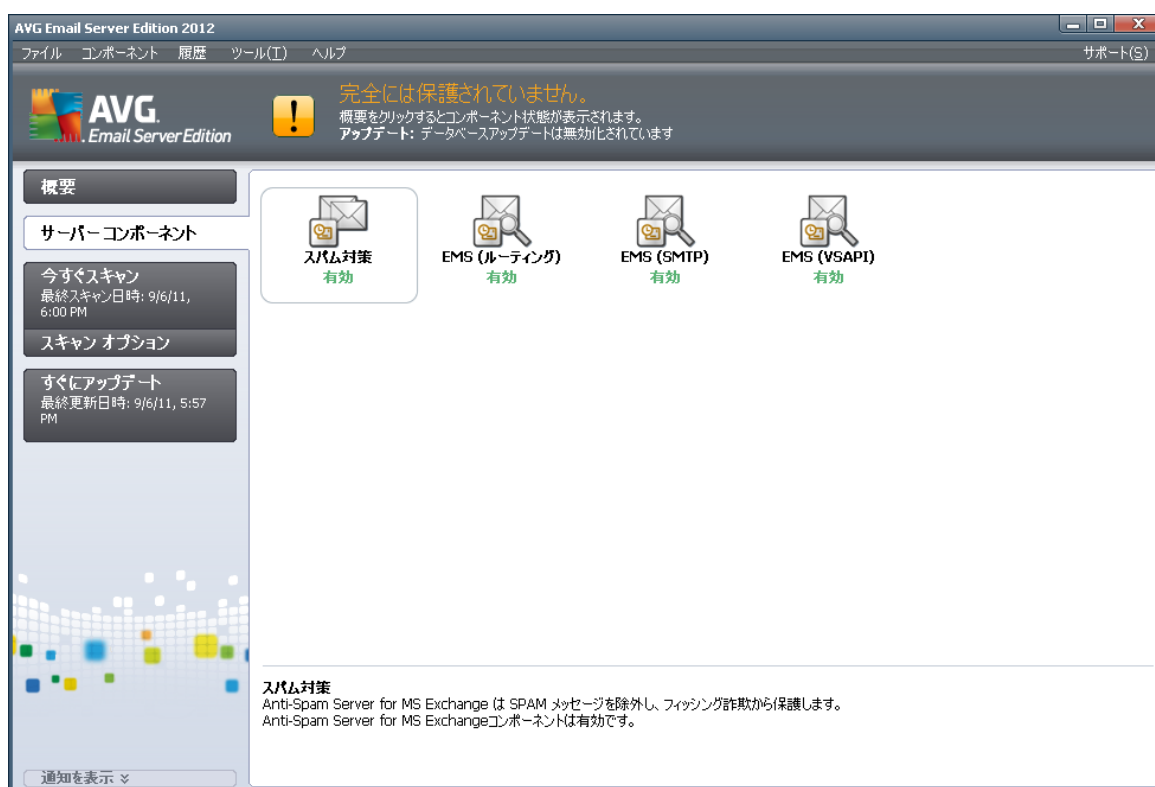 AVG Email Server Edition 2012
ファイル コンポーネント 履歴 ツール(T) ヘルプ サポート(S)
AVG.
Email Server Edition
完全には保護されていません。
概要をクリックするとコンポーネント状態が表示されます。
アップデート: データベースアップデートは無効化されています
概要
サーバー コンポーネント
今すぐスキャン
最終スキャン日時: 9/6/11,
6:00 PM
スキャン オプション
すぐにアップデート
最終更新日時: 9/6/11, 5:57
PM
通知を表示
スパム対策
有効
EMS (ルーティング)
有効
EMS (SMTP)
有効
EMS (VSAPI)
有効
スパム対策
Anti-Spam Server for MS Exchange は SPAM メッセージを除外し、フィッシング詐欺から保護します。
Anti-Spam Server for MS Exchangeコンポーネントは有効です。